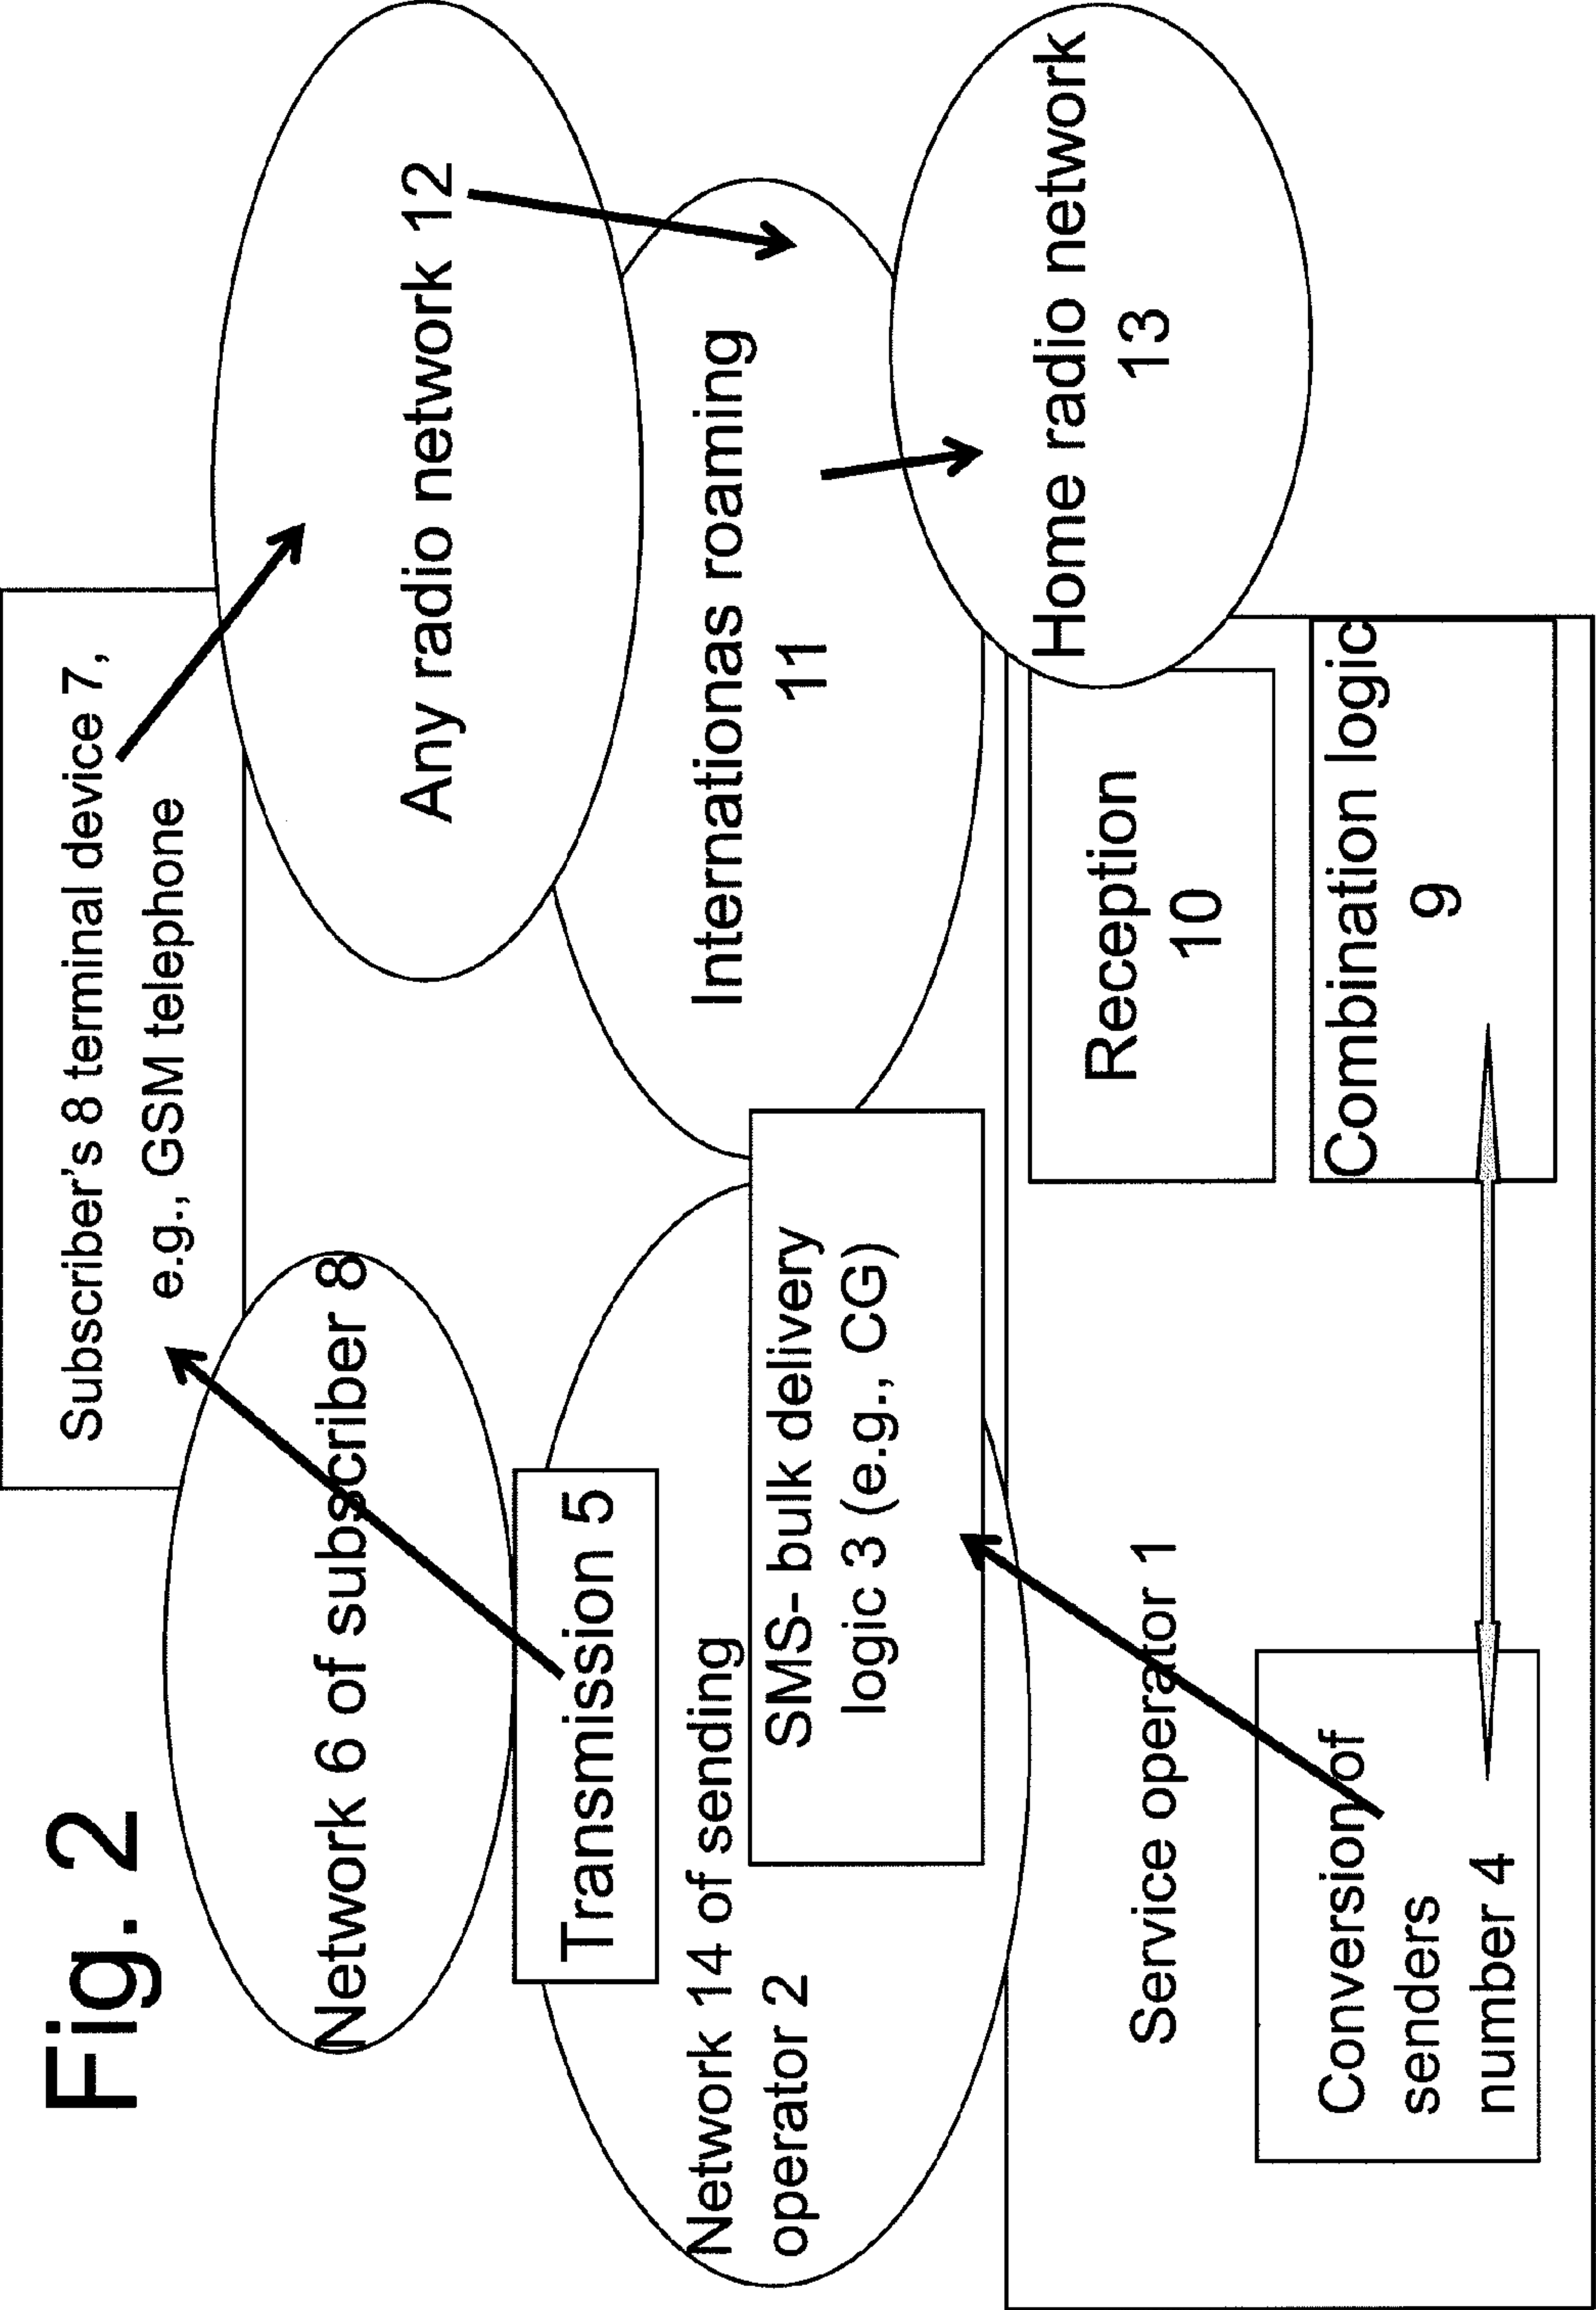 Fig. 2
Subscriber's 8 terminal device 7,
e.g., GSM telephone
Network 6 of subscriber 8
Any radio network 12
Transmission 5
Network 14 of sending
operator 2
SMS- bulk delivery
logic 3 (e.g., CG)
Internationas roaming
11
Home radio network
13
Service operator 1
Reception
10
Conversion of
senders
number 4
Combination logic
9